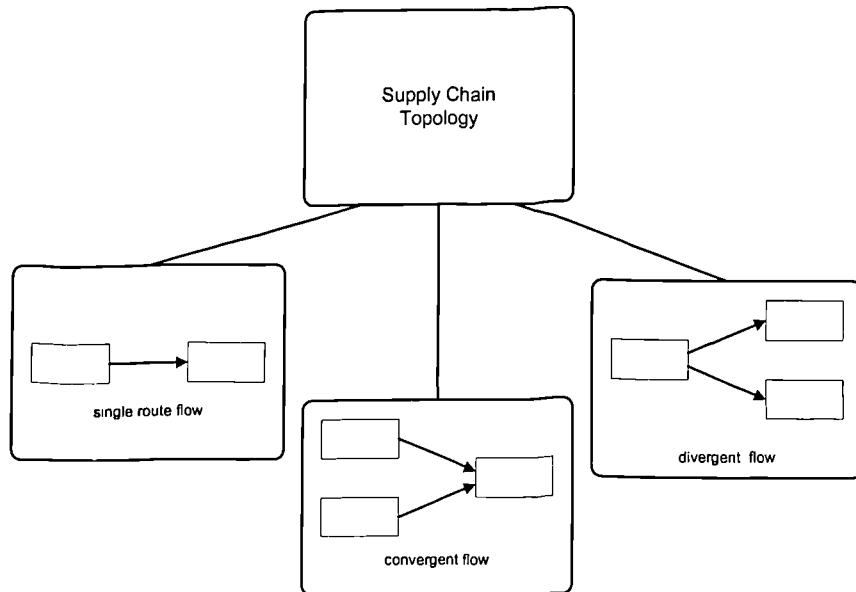 Supply Chain
Topology
single route flow
convergent flow
divergent flow